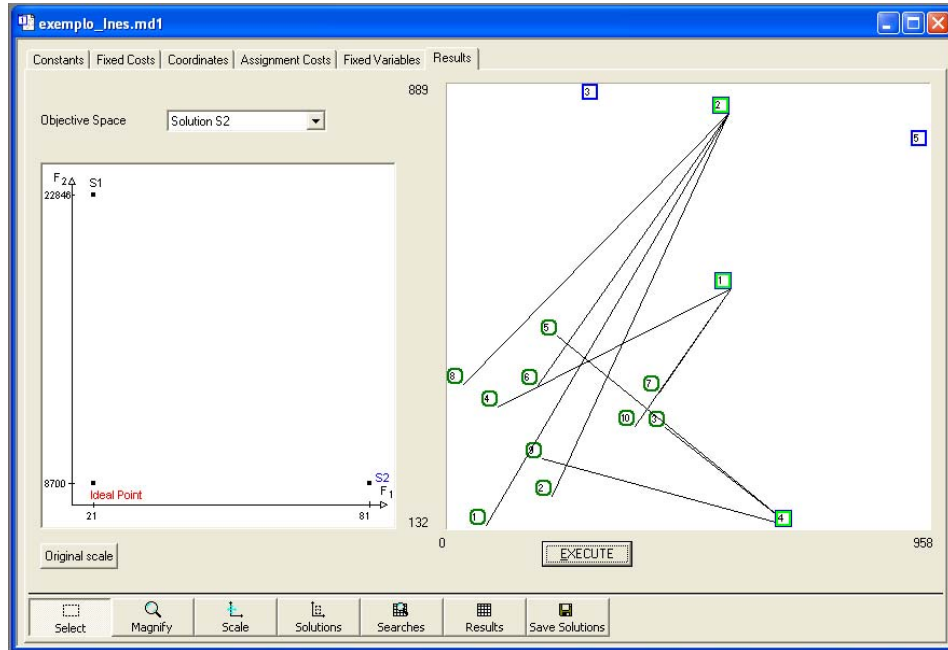 exemplo_Ines.md1
Constants
Fixed Costs
Coordinates
Assignment Costs
Fixed Variables
Results
Objective Space
Solution S2
F2
S1
22846
8700
Ideal Point
S2
F1
21
81
Original scale
889
3
2
5
1
5
8
6
7
4
10
3
9
2
1
4
132
0
EXECUTE
958
Select
Magnify
Scale
Solutions
Searches
Results
Save Solutions